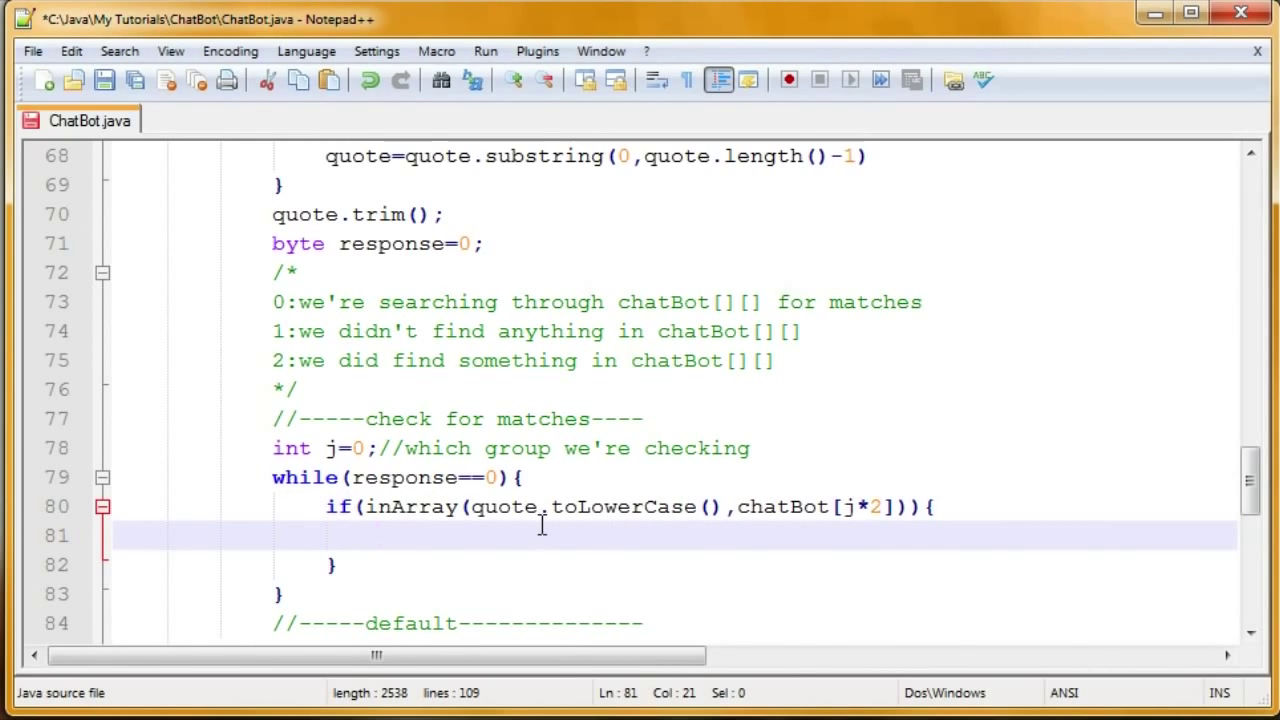 *C:\Java\My Tutorials\ChatBot\ChatBot.java - Notepad++
File Edit Search View Encoding Language Settings Macro Run Plugins Window ? X
ABC
ChatBot.java
68 quote=quote.substring(0,quote.length()-1)
69 }
70 quote.trim();
71 byte response=0;
72 /*
73 0:we're searching through chatBot[][] for matches
74 1:we didn't find anything in chatBot[][]
75 2:we did find something in chatBot[][]
76 */
77 //-----check for matches----
78 int j=0;//which group we're checking
79 while(response==0){
80 if(inArray(quote.toLowerCase(),chatBot[j*2])){
81
82 }
83 }
84 //-----default--------------
Java source file length : 2538 lines : 109 Ln : 81 Col : 21 Sel : 0 Dos\Windows ANSI INS